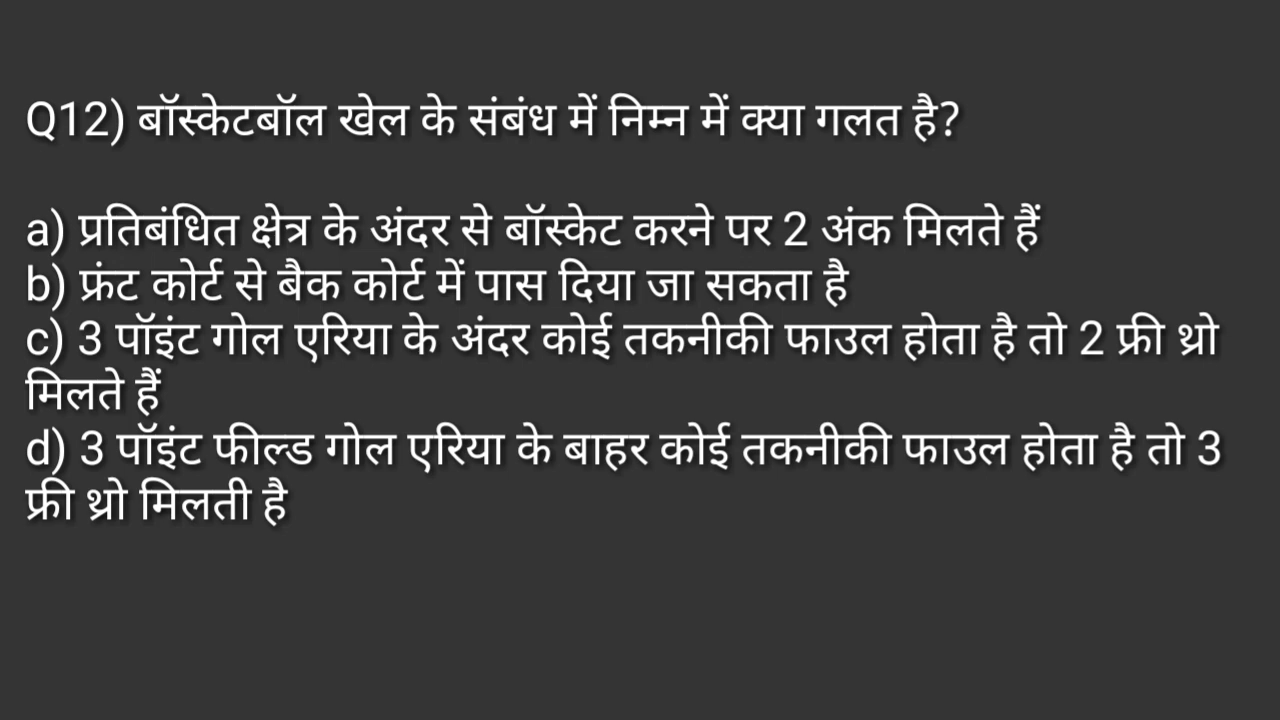 Q12) बॉस्केटबॉल खेल के संबंध में निम्न में क्या गलत है?
a) प्रतिबंधित क्षेत्र के अंदर से बॉस्केट करने पर 2 अंक मिलते हैं
b) फ्रंट कोर्ट से बैक कोर्ट में पास दिया जा सकता है
c) 3 पॉइंट गोल एरिया के अंदर कोई तकनीकी फाउल होता है तो 2 फ्री थ्रो
मिलते हैं
d) 3 पॉइंट फील्ड गोल एरिया के बाहर कोई तकनीकी फाउल होता है तो 3
फ्री थ्रो मिलती है